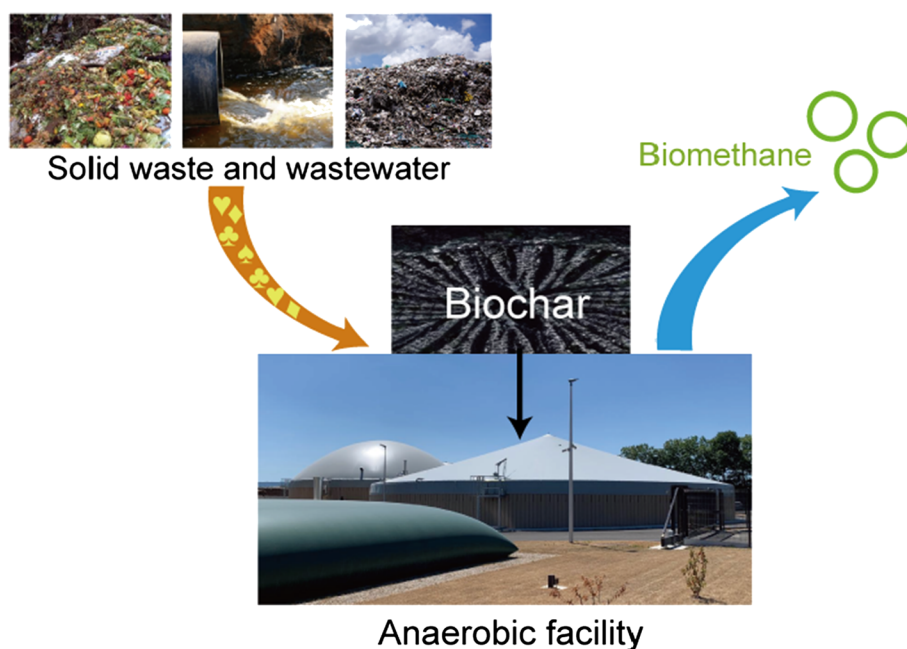 Solid waste and wastewater
Biomethane
Biochar
Anaerobic facility